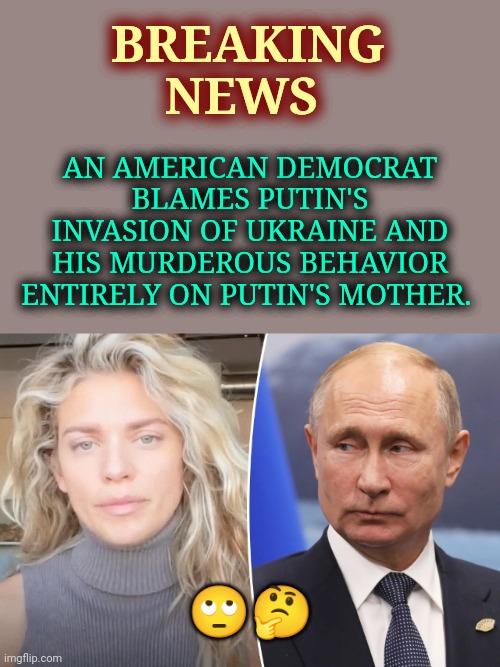 BREAKING
NEWS
AN AMERICAN DEMOCRAT
BLAMES PUTIN'S
INVASION OF UKRAINE AND
HIS MURDEROUS BEHAVIOR
ENTIRELY ON PUTIN'S MOTHER.
imgflip.com